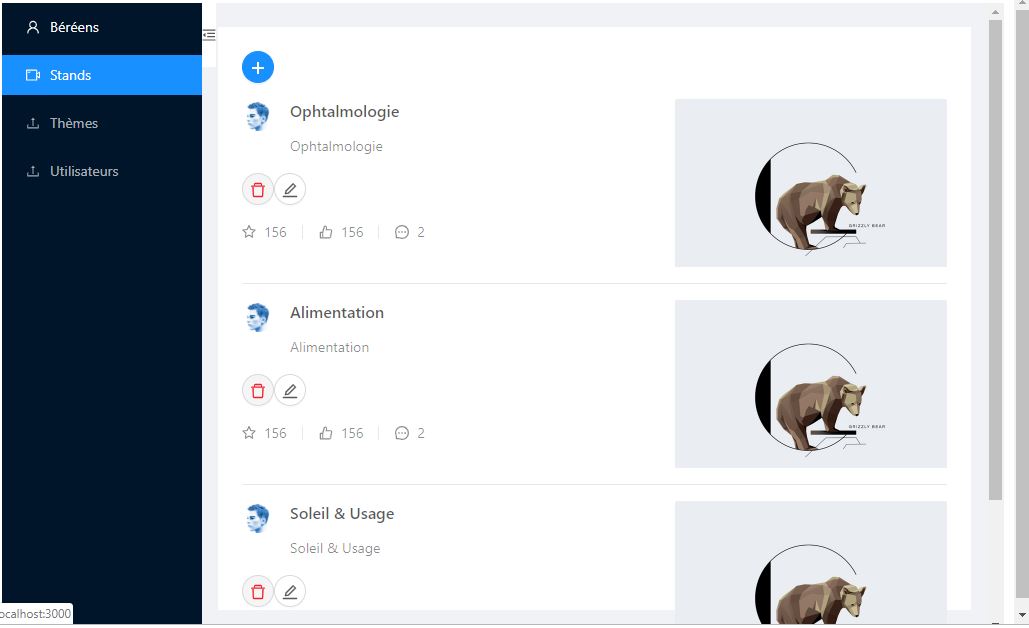 Béréens
Stands
Thèmes
Utilisateurs
Ophtalmologie
Ophtalmologie
156 156 2
GRIZZLY BEAR
Alimentation
Alimentation
156 156 2
GRIZZLY BEAR
Soleil & Usage
Soleil & Usage
ocalhost:3000